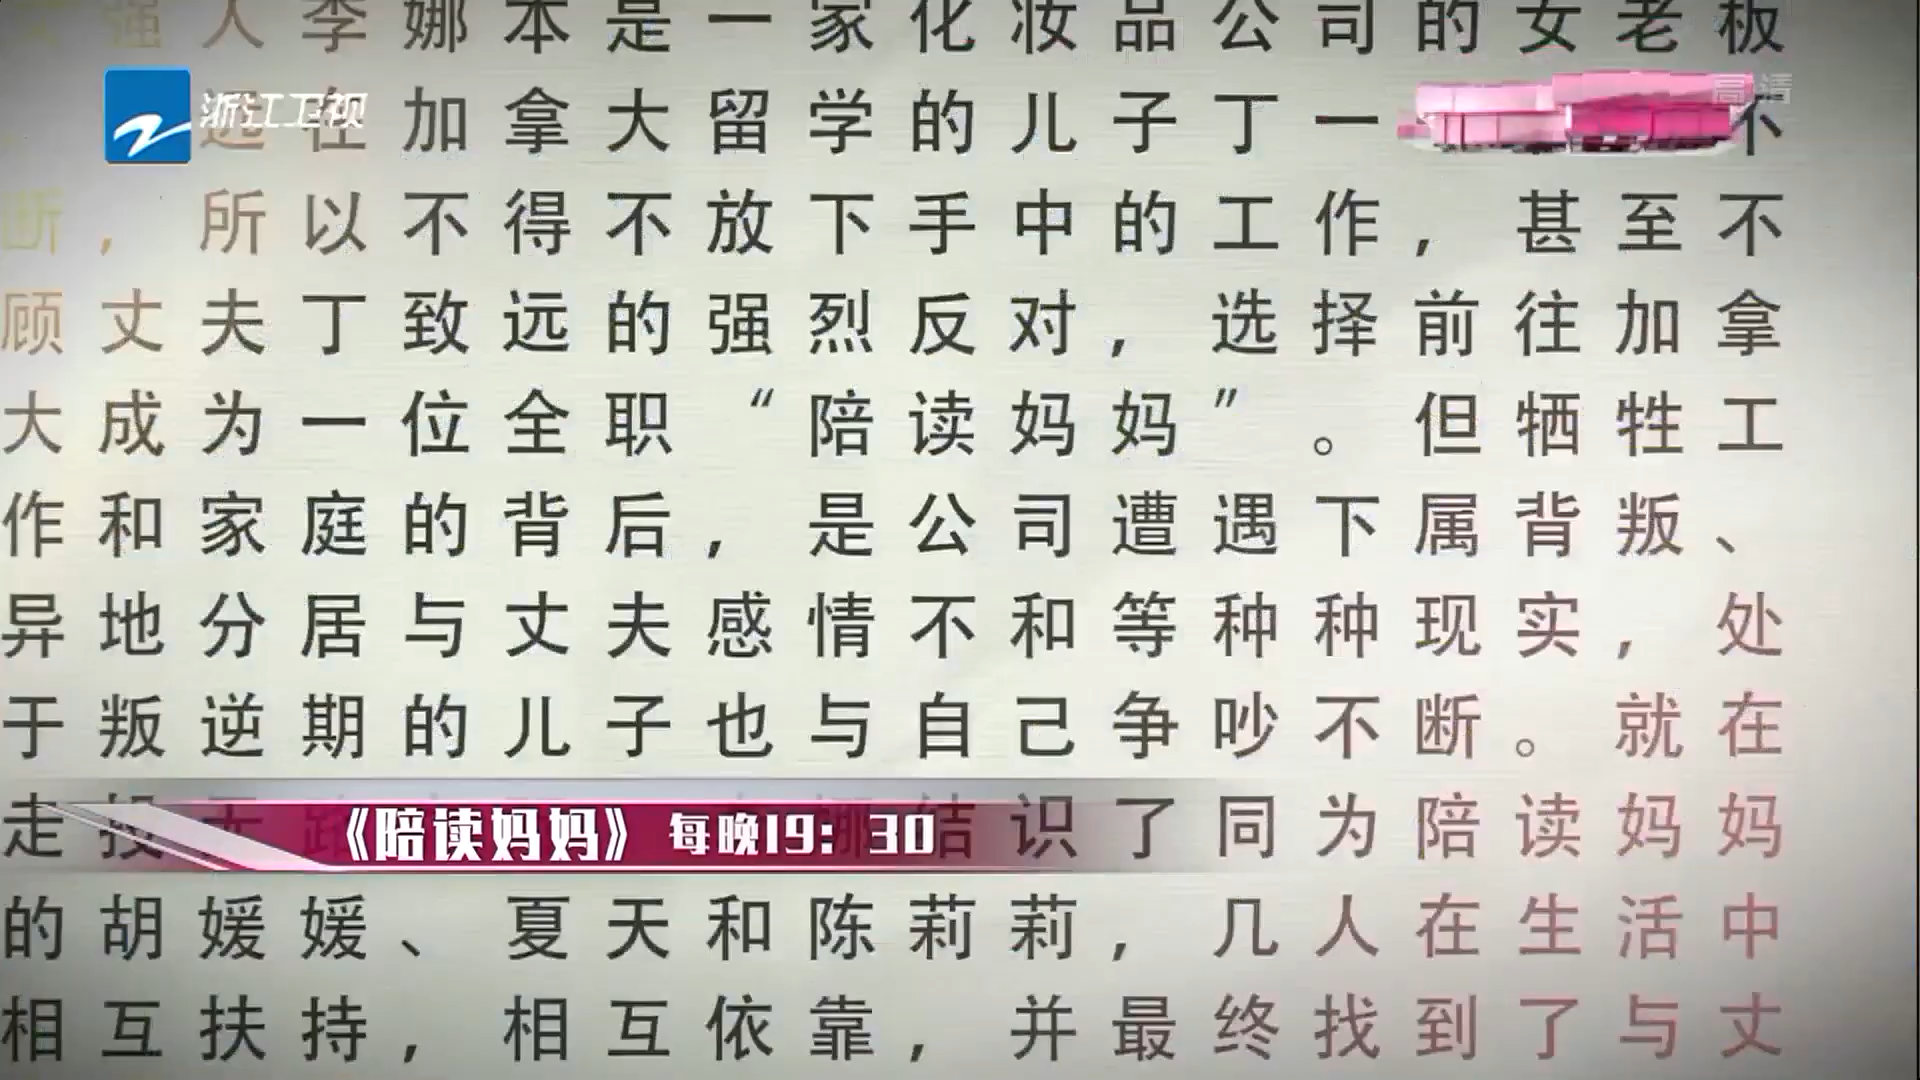 强人李娜本是一家化妆品公司的女老板
浙江卫视
高清
远在加拿大留学的儿子丁一 不
断，所以不得不放下手中的工作，甚至不
顾丈夫丁致远的强烈反对，选择前往加拿
大成为一位全职“陪读妈妈”。但牺牲工
作和家庭的背后，是公司遭遇下属背叛、
异地分居与丈夫感情不和等种种现实，处
于叛逆期的儿子也与自己争吵不断。就在
走投无路 娜结识了同为陪读妈妈
《陪读妈妈》 每晚19：30
的胡媛媛、夏天和陈莉莉，几人在生活中
相互扶持，相互依靠，并最终找到了与丈